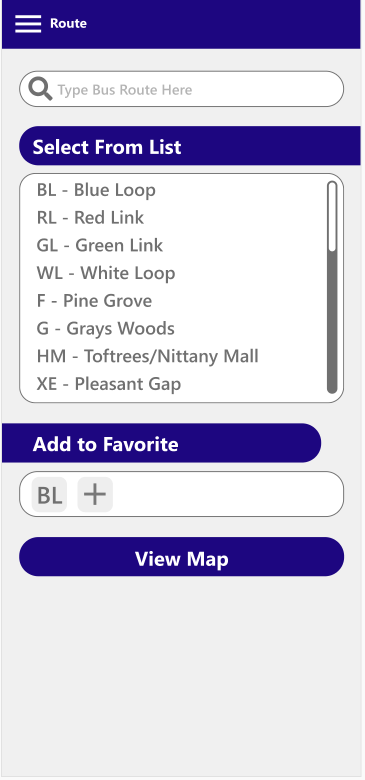 Route
Type Bus Route Here
Select From List
BL - Blue Loop
RL - Red Link
GL - Green Link
WL - White Loop
F - Pine Grove
G - Grays Woods
HM - Toftrees/Nittany Mall
XE - Pleasant Gap
Add to Favorite
BL
View Map